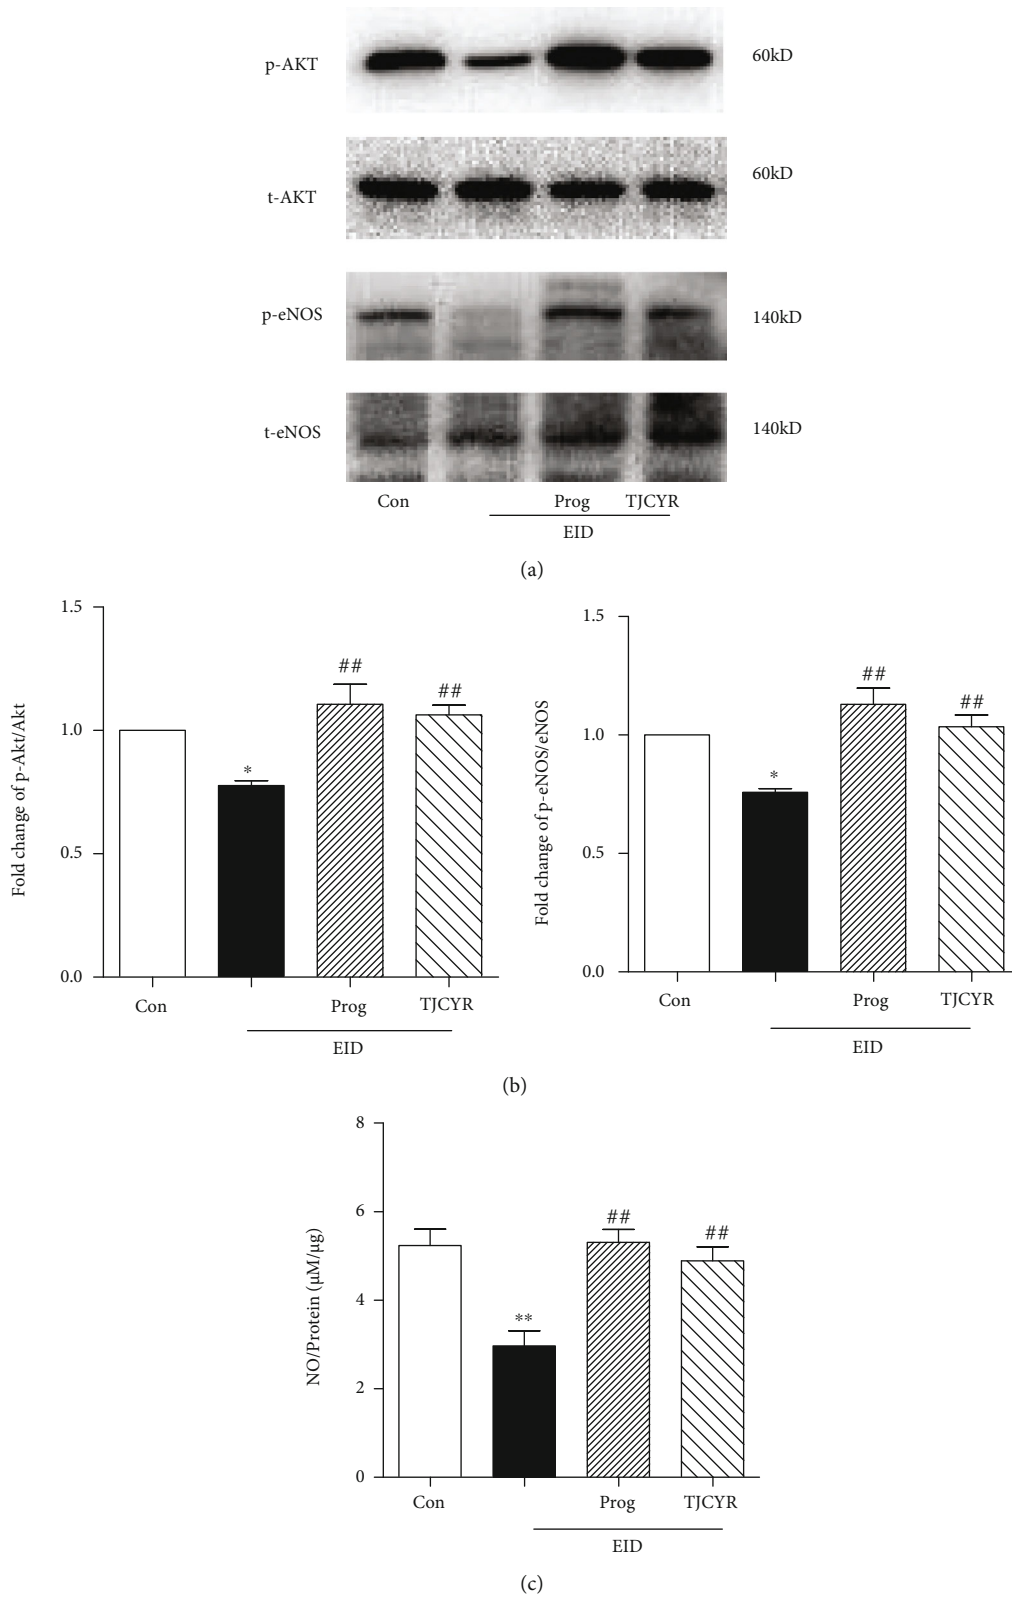 p-AKT 60kD
t-AKT 60kD
p-eNOS 140kD
t-eNOS 140kD
Con Prog TJCYR
EID
(a)
Fold change of p-Akt/Akt
1.5
1.0
0.5
0.0
*
##
##
Con Prog TJCYR
EID
Fold change of p-eNOS/eNOS
1.5
1.0
0.5
0.0
*
##
##
Con Prog TJCYR
EID
(b)
NO/Protein (μM/μg)
8
6
4
2
0
**
##
##
Con Prog TJCYR
EID
(c)